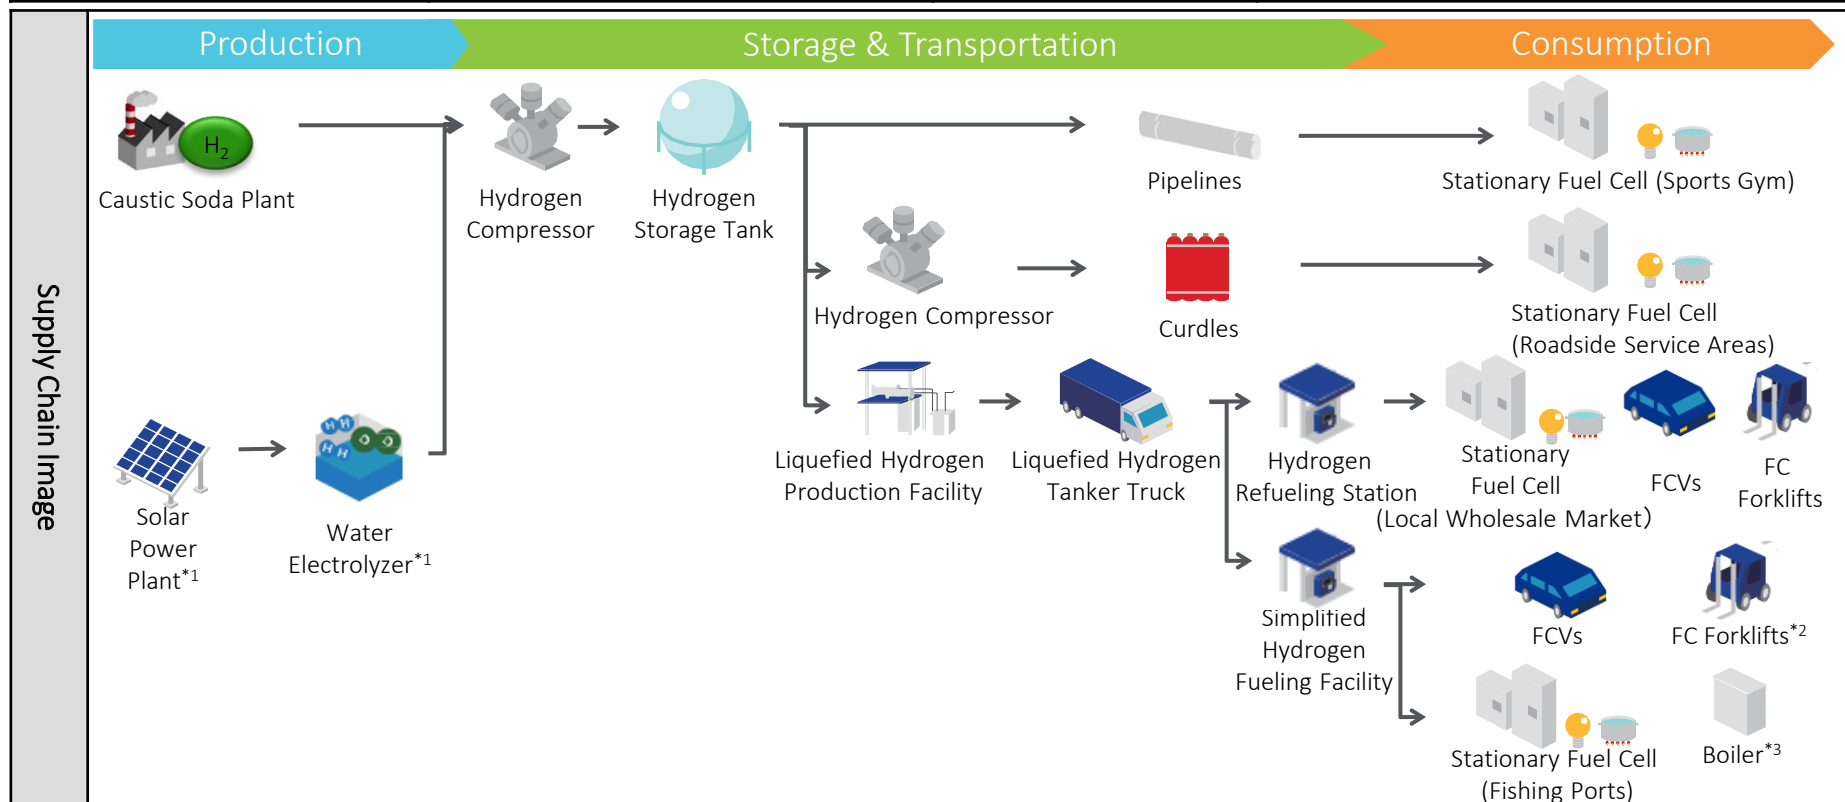 Production
Storage & Transportation
Consumption
Supply Chain Image
H2
Caustic Soda Plant
Hydrogen
Compressor
Hydrogen
Storage Tank
Pipelines
Stationary Fuel Cell (Sports Gym)
Hydrogen Compressor
Curdles
Stationary Fuel Cell
(Roadside Service Areas)
Solar
Power
Plant*1
H H
H H
O O
Water
Electrolyzer*1
Liquefied Hydrogen
Production Facility
Liquefied Hydrogen
Tanker Truck
Hydrogen
Refueling Station
Stationary
Fuel Cell
(Local Wholesale Market)
FCVs
FC
Forklifts
Simplified
Hydrogen
Fueling Facility
FCVs
FC Forklifts*2
Stationary Fuel Cell
(Fishing Ports)
Boiler*3